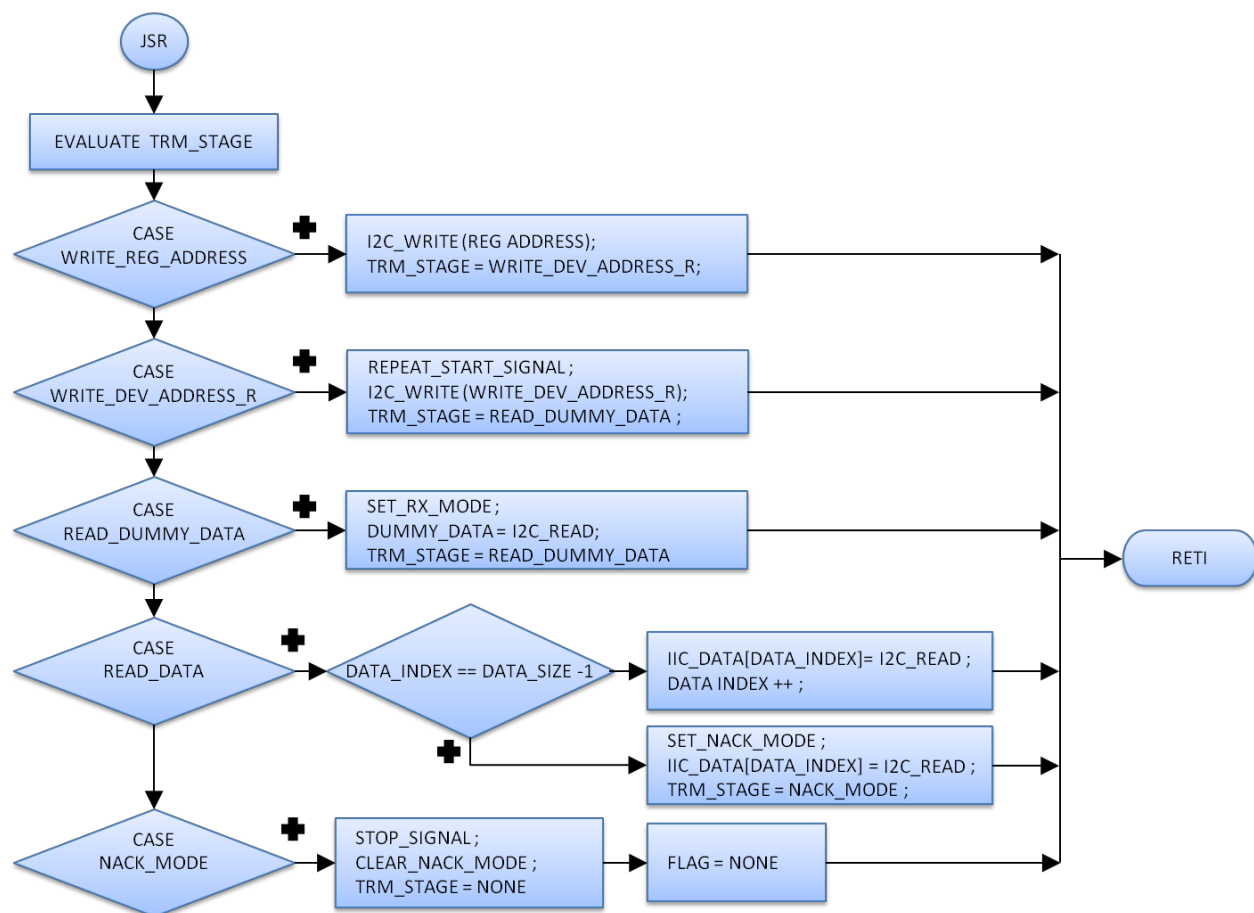 JSR
EVALUATE TRM_STAGE
CASE
WRITE_REG_ADDRESS
I2C_WRITE (REG ADDRESS);
TRM_STAGE = WRITE_DEV_ADDRESS_R;
CASE
WRITE_DEV_ADDRESS_R
REPEAT_START_SIGNAL ;
I2C_WRITE (WRITE_DEV_ADDRESS_R);
TRM_STAGE = READ_DUMMY_DATA ;
CASE
READ_DUMMY_DATA
SET_RX_MODE ;
DUMMY_DATA = I2C_READ;
TRM_STAGE = READ_DUMMY_DATA
RETI
CASE
READ_DATA
DATA_INDEX == DATA_SIZE -1
IIC_DATA[DATA_INDEX]= I2C_READ ;
DATA INDEX ++ ;
SET_NACK_MODE ;
IIC_DATA[DATA_INDEX] = I2C_READ ;
TRM_STAGE = NACK_MODE ;
CASE
NACK_MODE
STOP_SIGNAL ;
CLEAR_NACK_MODE ;
TRM_STAGE = NONE
FLAG = NONE